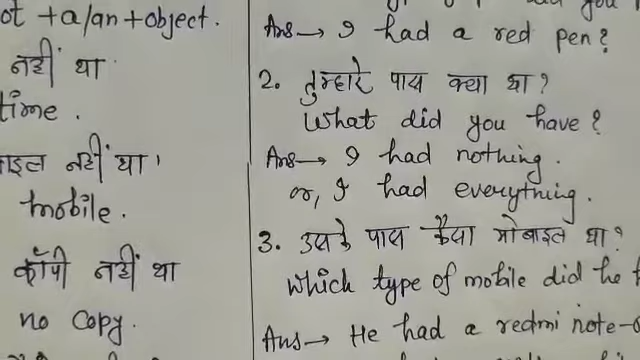 ot + a/an + object.
नहीं था
time.
इल नहीं था।
mobile.
कॉपी नहीं था
no copy.
Ans → I had a red pen?
2. तुम्हारे पास क्या था?
What did you have?
Ans → I had nothing.
or, I had everything.
3. उसके पास कैसा मोबाइल था?
which type of mobile did he
Ans → He had a redmi note-